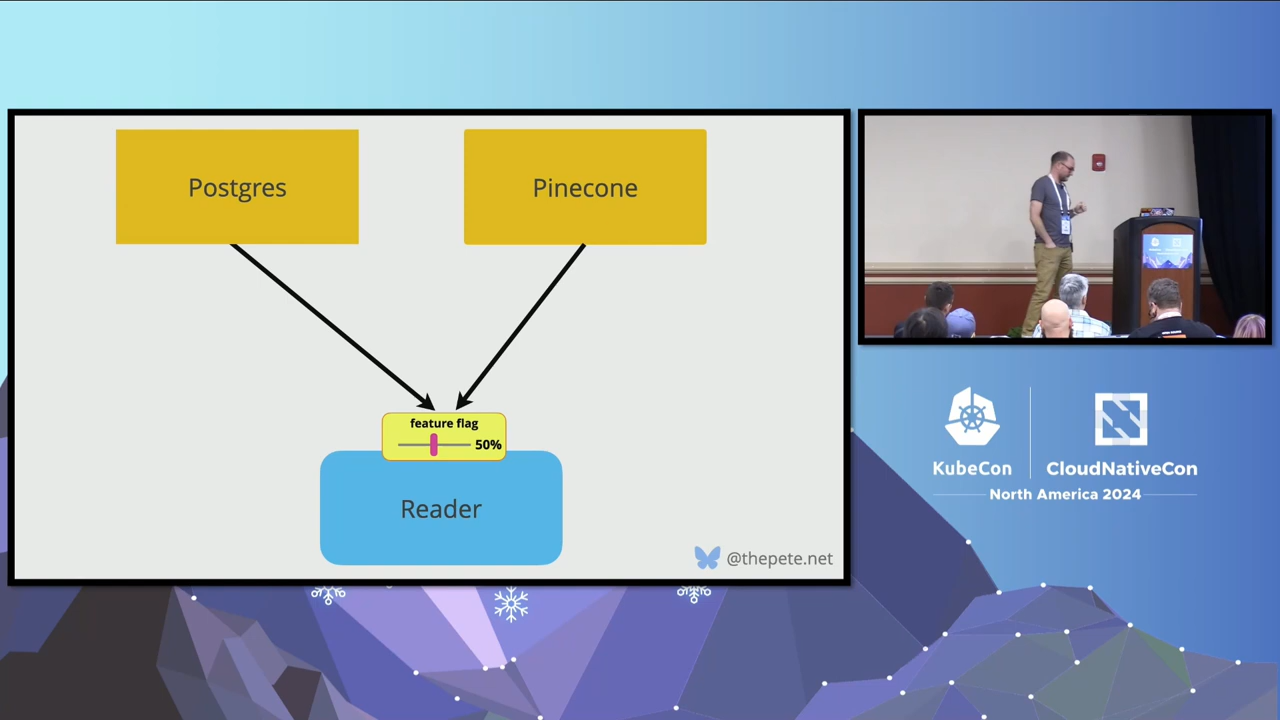 Postgres
Pinecone
feature flag
50%
Reader
@thepete.net
KubeCon
CloudNativeCon
North America 2024